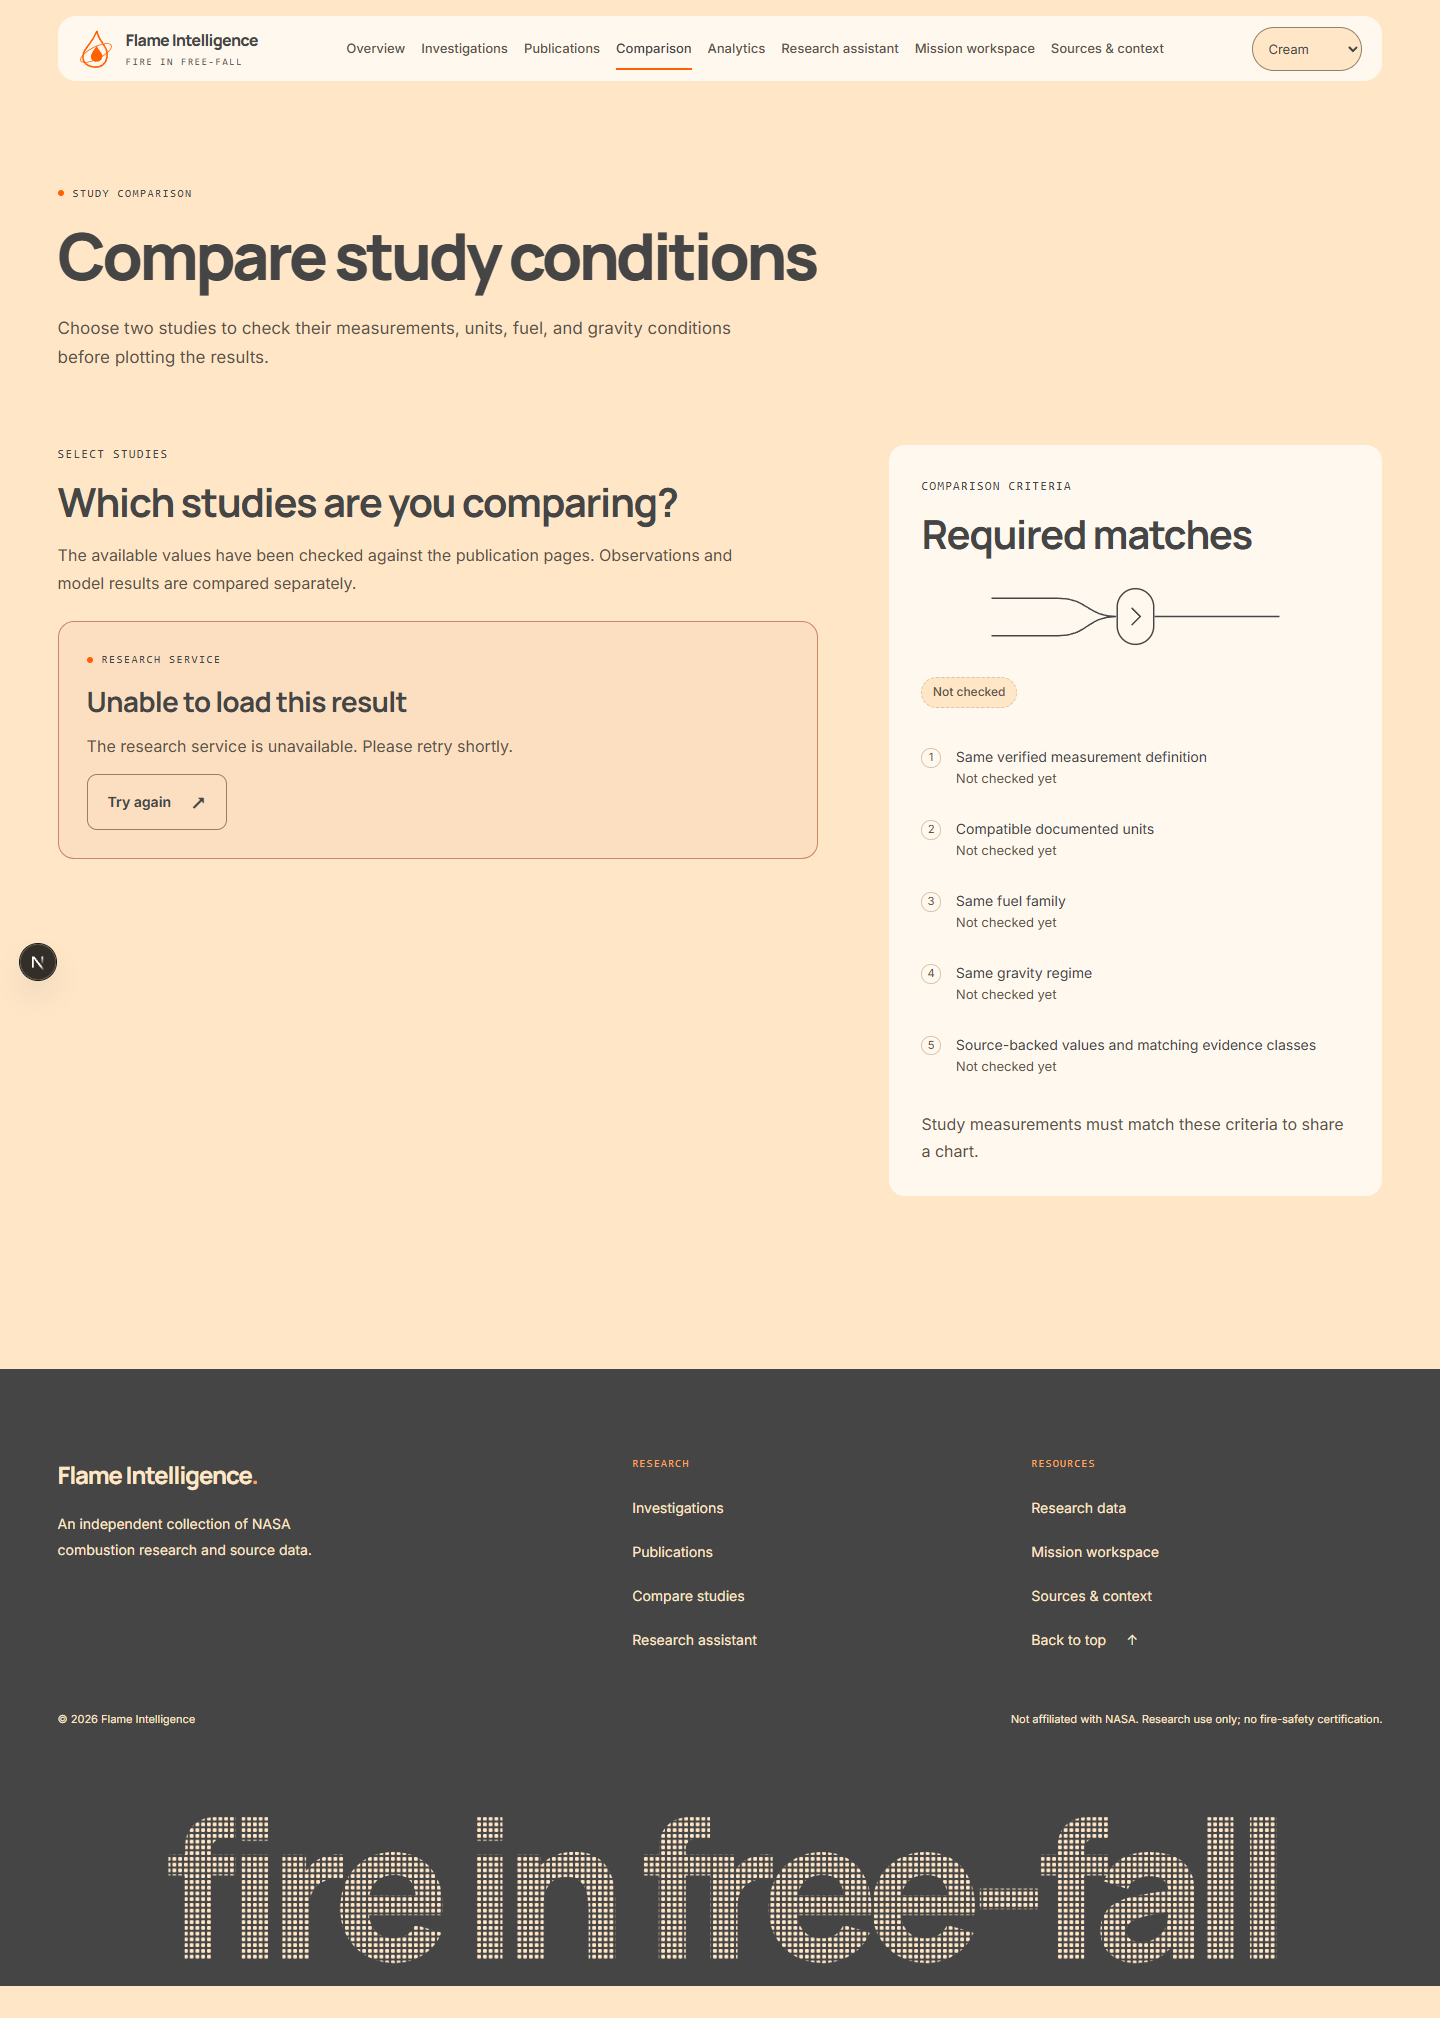 Flame Intelligence
FIRE IN FREE-FALL
Overview
Investigations
Publications
Comparison
Analytics
Research assistant
Mission workspace
Sources & context
Cream
STUDY COMPARISON
Compare study conditions
Choose two studies to check their measurements, units, fuel, and gravity conditions
before plotting the results.
SELECT STUDIES
Which studies are you comparing?
The available values have been checked against the publication pages. Observations and
model results are compared separately.
RESEARCH SERVICE
Unable to load this result
The research service is unavailable. Please retry shortly.
Try again ↗
N
COMPARISON CRITERIA
Required matches
Not checked
1 Same verified measurement definition
Not checked yet
2 Compatible documented units
Not checked yet
3 Same fuel family
Not checked yet
4 Same gravity regime
Not checked yet
5 Source-backed values and matching evidence classes
Not checked yet
Study measurements must match these criteria to share
a chart.
Flame Intelligence.
An independent collection of NASA
combustion research and source data.
RESEARCH
Investigations
Publications
Compare studies
Research assistant
RESOURCES
Research data
Mission workspace
Sources & context
Back to top ↑
© 2026 Flame Intelligence
Not affiliated with NASA. Research use only; no fire-safety certification.
fire in free-fall